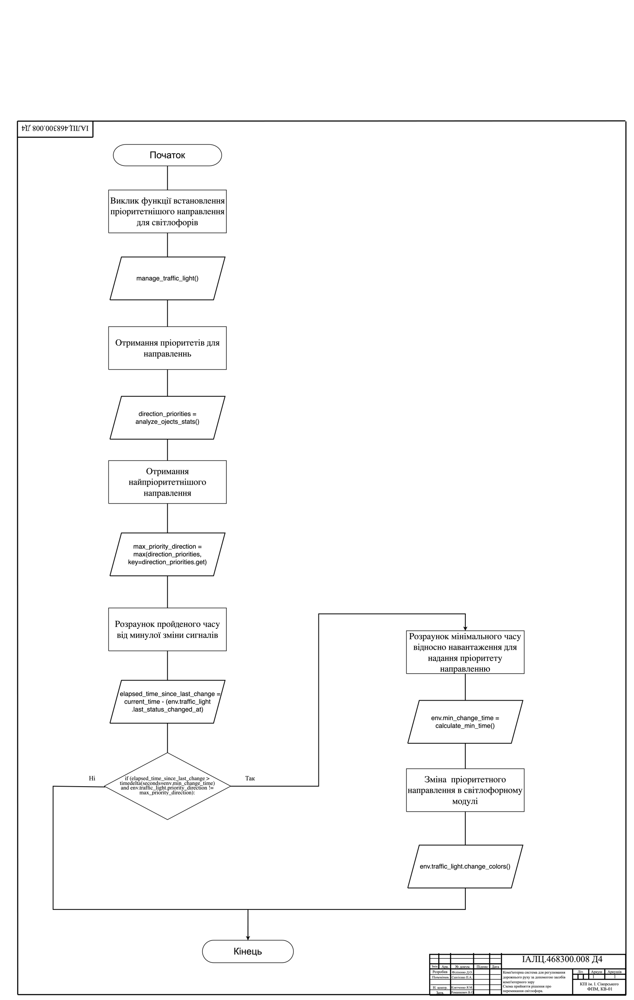 ІАЛЦ.468300.008 Д4
Початок
Виклик функції встановлення
пріоритетнішого направлення
для світлофорів
manage_traffic_light()
Отримання пріоритетів для
направленнь
direction_priorities =
analyze_ojects_stats()
Отримання
найпріоритетнішого
направлення
max_priority_direction =
max(direction_priorities,
key=direction_priorities.get)
Розраунок пройденого часу
від минулої зміни сигналів
elapsed_time_since_last_change =
current_time - (env.traffic_light
.last_status_changed_at)
Ні
if (elapsed_time_since_last_change >
timedelta(seconds=env.min_change_time)
and env.traffic_light.priority_direction !=
max_priority_direction):
Так
Розраунок мінімального часу
відносно навантаження для
надання пріоритету
направленню
env.min_change_time =
calculate_min_time()
Зміна  пріоритетного
направлення в світлофорному
модулі
env.traffic_light.change_colors()
Кінець
ІАЛЦ.468300.008 Д4
Змін. Арк. № докум. Підпис Дата
Розробив Філіпенко Д.О.
Перевірив Сергієнко П.А.
Н. контр. Клятченко Я.М.
Затв. Романкевич В.О
Комп'ютерна система для регулювання
дорожнього руху за допомогою засобів
комп'ютерного зору
Схема прийняття рішення про
перемикання світлофора.
Літ. Аркуш Аркушів
1 1
КПІ ім. І. Сікорського
ФПМ, КВ-01